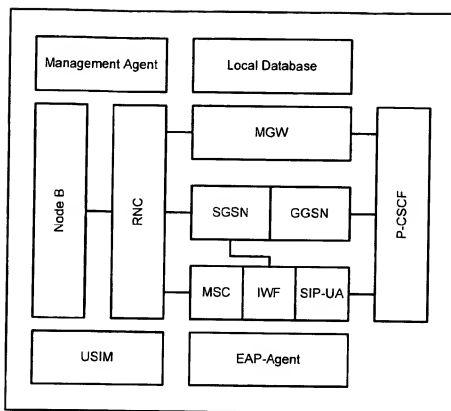 Management Agent
Local Database
Node B
RNC
MGW
SGSN
GGSN
P-CSCF
MSC
IWF
SIP-UA
USIM
EAP-Agent